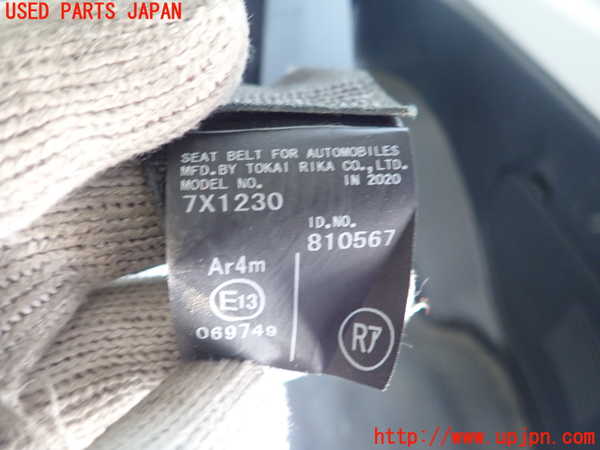 USED PARTS JAPAN
SEAT BELT FOR AUTOMOBILES
MFD.BY TOKAI RIKA CO.,LTD.
MODEL NO. IN 2020
7X1230
ID.NO.
810567
Ar4m
E13
069749
R7
http://www.upjpn.com/